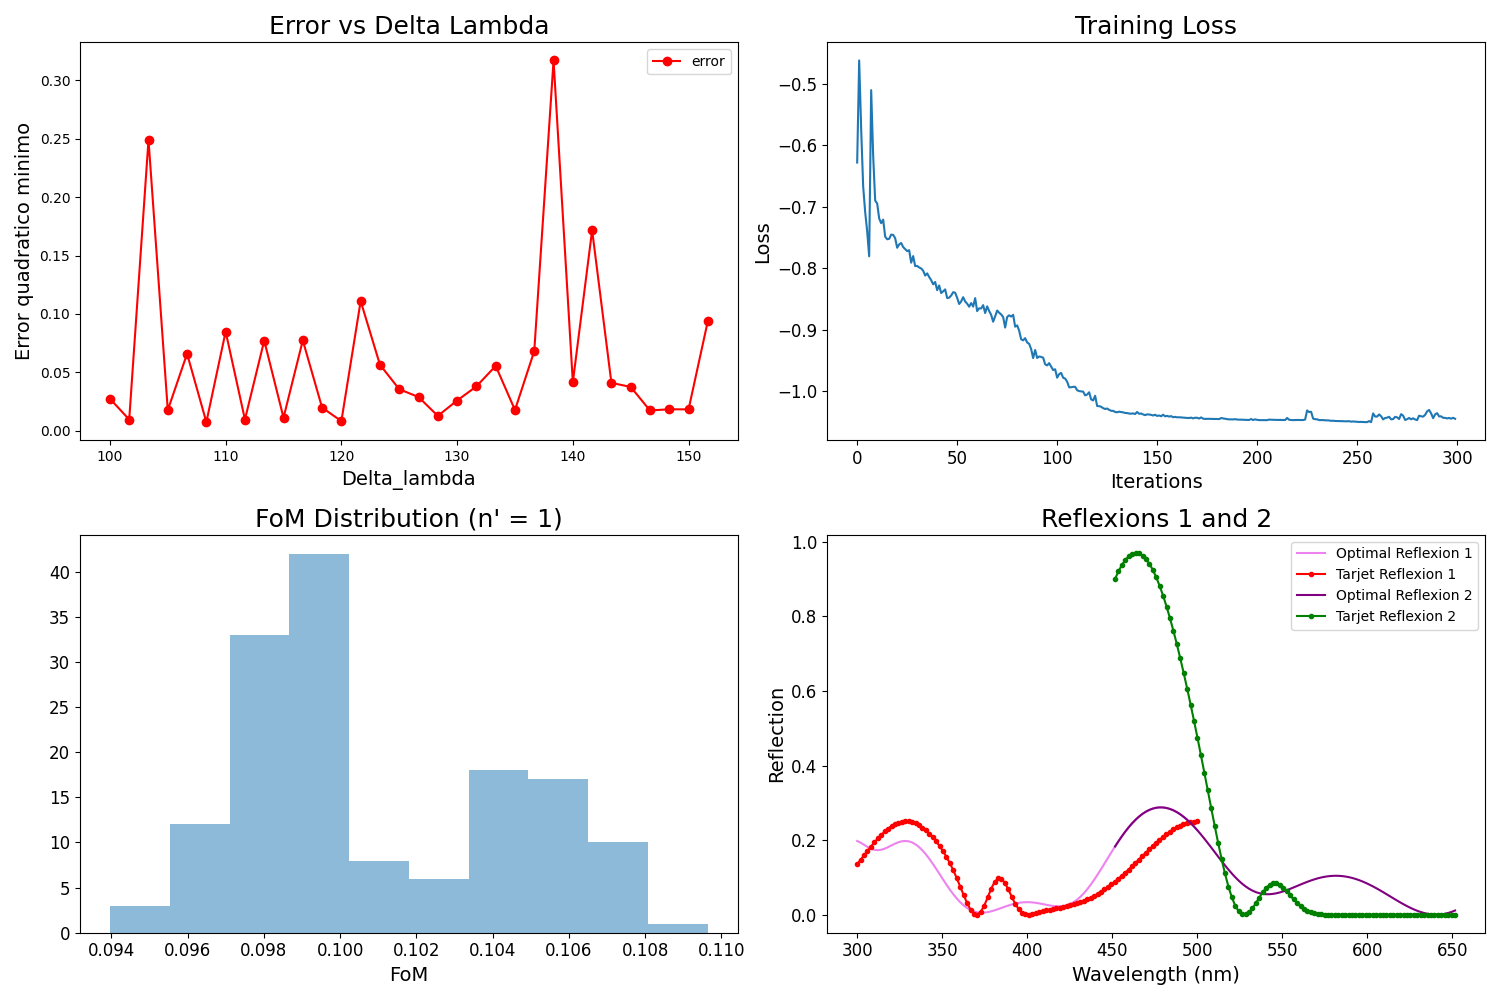 Error vs Delta Lambda
error
Error quadratico minimo
0.30
0.25
0.20
0.15
0.10
0.05
0.00
100 110 120 130 140 150
Delta_lambda
Training Loss
Loss
−0.5
−0.6
−0.7
−0.8
−0.9
−1.0
0 50 100 150 200 250 300
Iterations
FoM Distribution (n' = 1)
40
35
30
25
20
15
10
5
0
0.094 0.096 0.098 0.100 0.102 0.104 0.106 0.108 0.110
FoM
Reflexions 1 and 2
Optimal Reflexion 1
Tarjet Reflexion 1
Optimal Reflexion 2
Tarjet Reflexion 2
Reflection
1.0
0.8
0.6
0.4
0.2
0.0
300 350 400 450 500 550 600 650
Wavelength (nm)